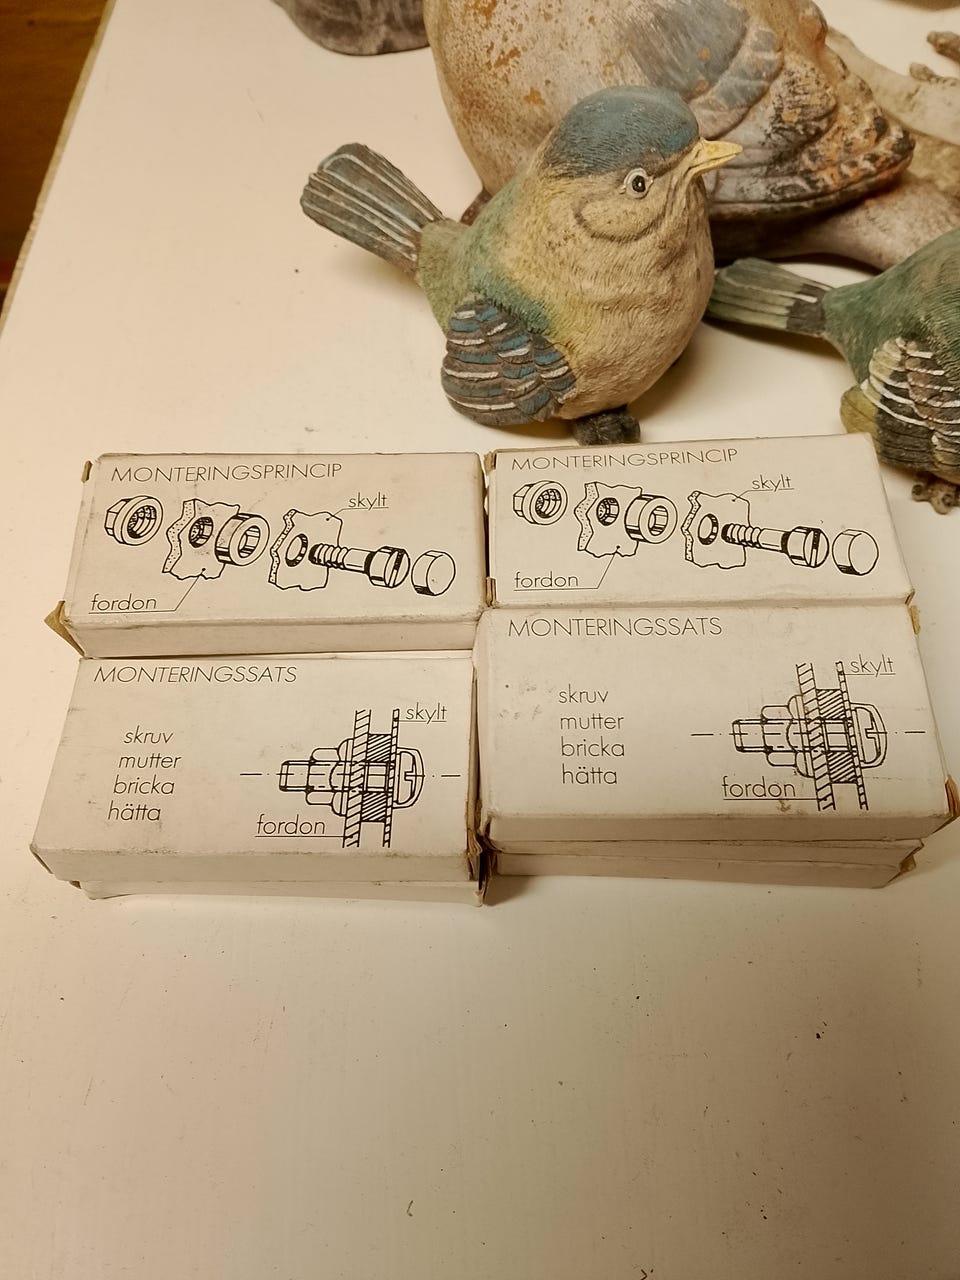 MONTERINGSPRINCIP
skylt
fordon
MONTERINGSPRINCIP
skylt
fordon
MONTERINGSSATS
skylt
skruv
mutter
bricka
hätta
fordon
MONTERINGSSATS
skylt
skruv
mutter
bricka
hätta
fordon